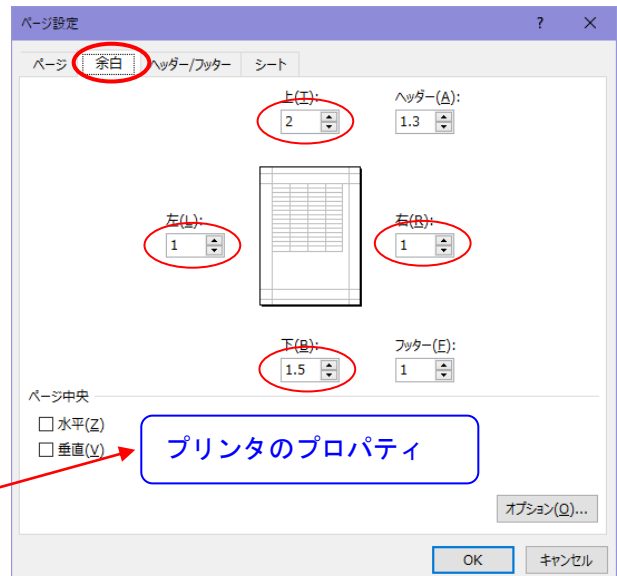 ページ設定 ? ×
ページ 余白 ヘッダー/フッター シート
上(T): ヘッダー(A):
2 1.3
左(L): 右(R):
1 1
下(B): フッター(F):
1.5 1
ページ中央
水平(Z)
垂直(V)
プリンタのプロパティ
オプション(O)...
OK キャンセル